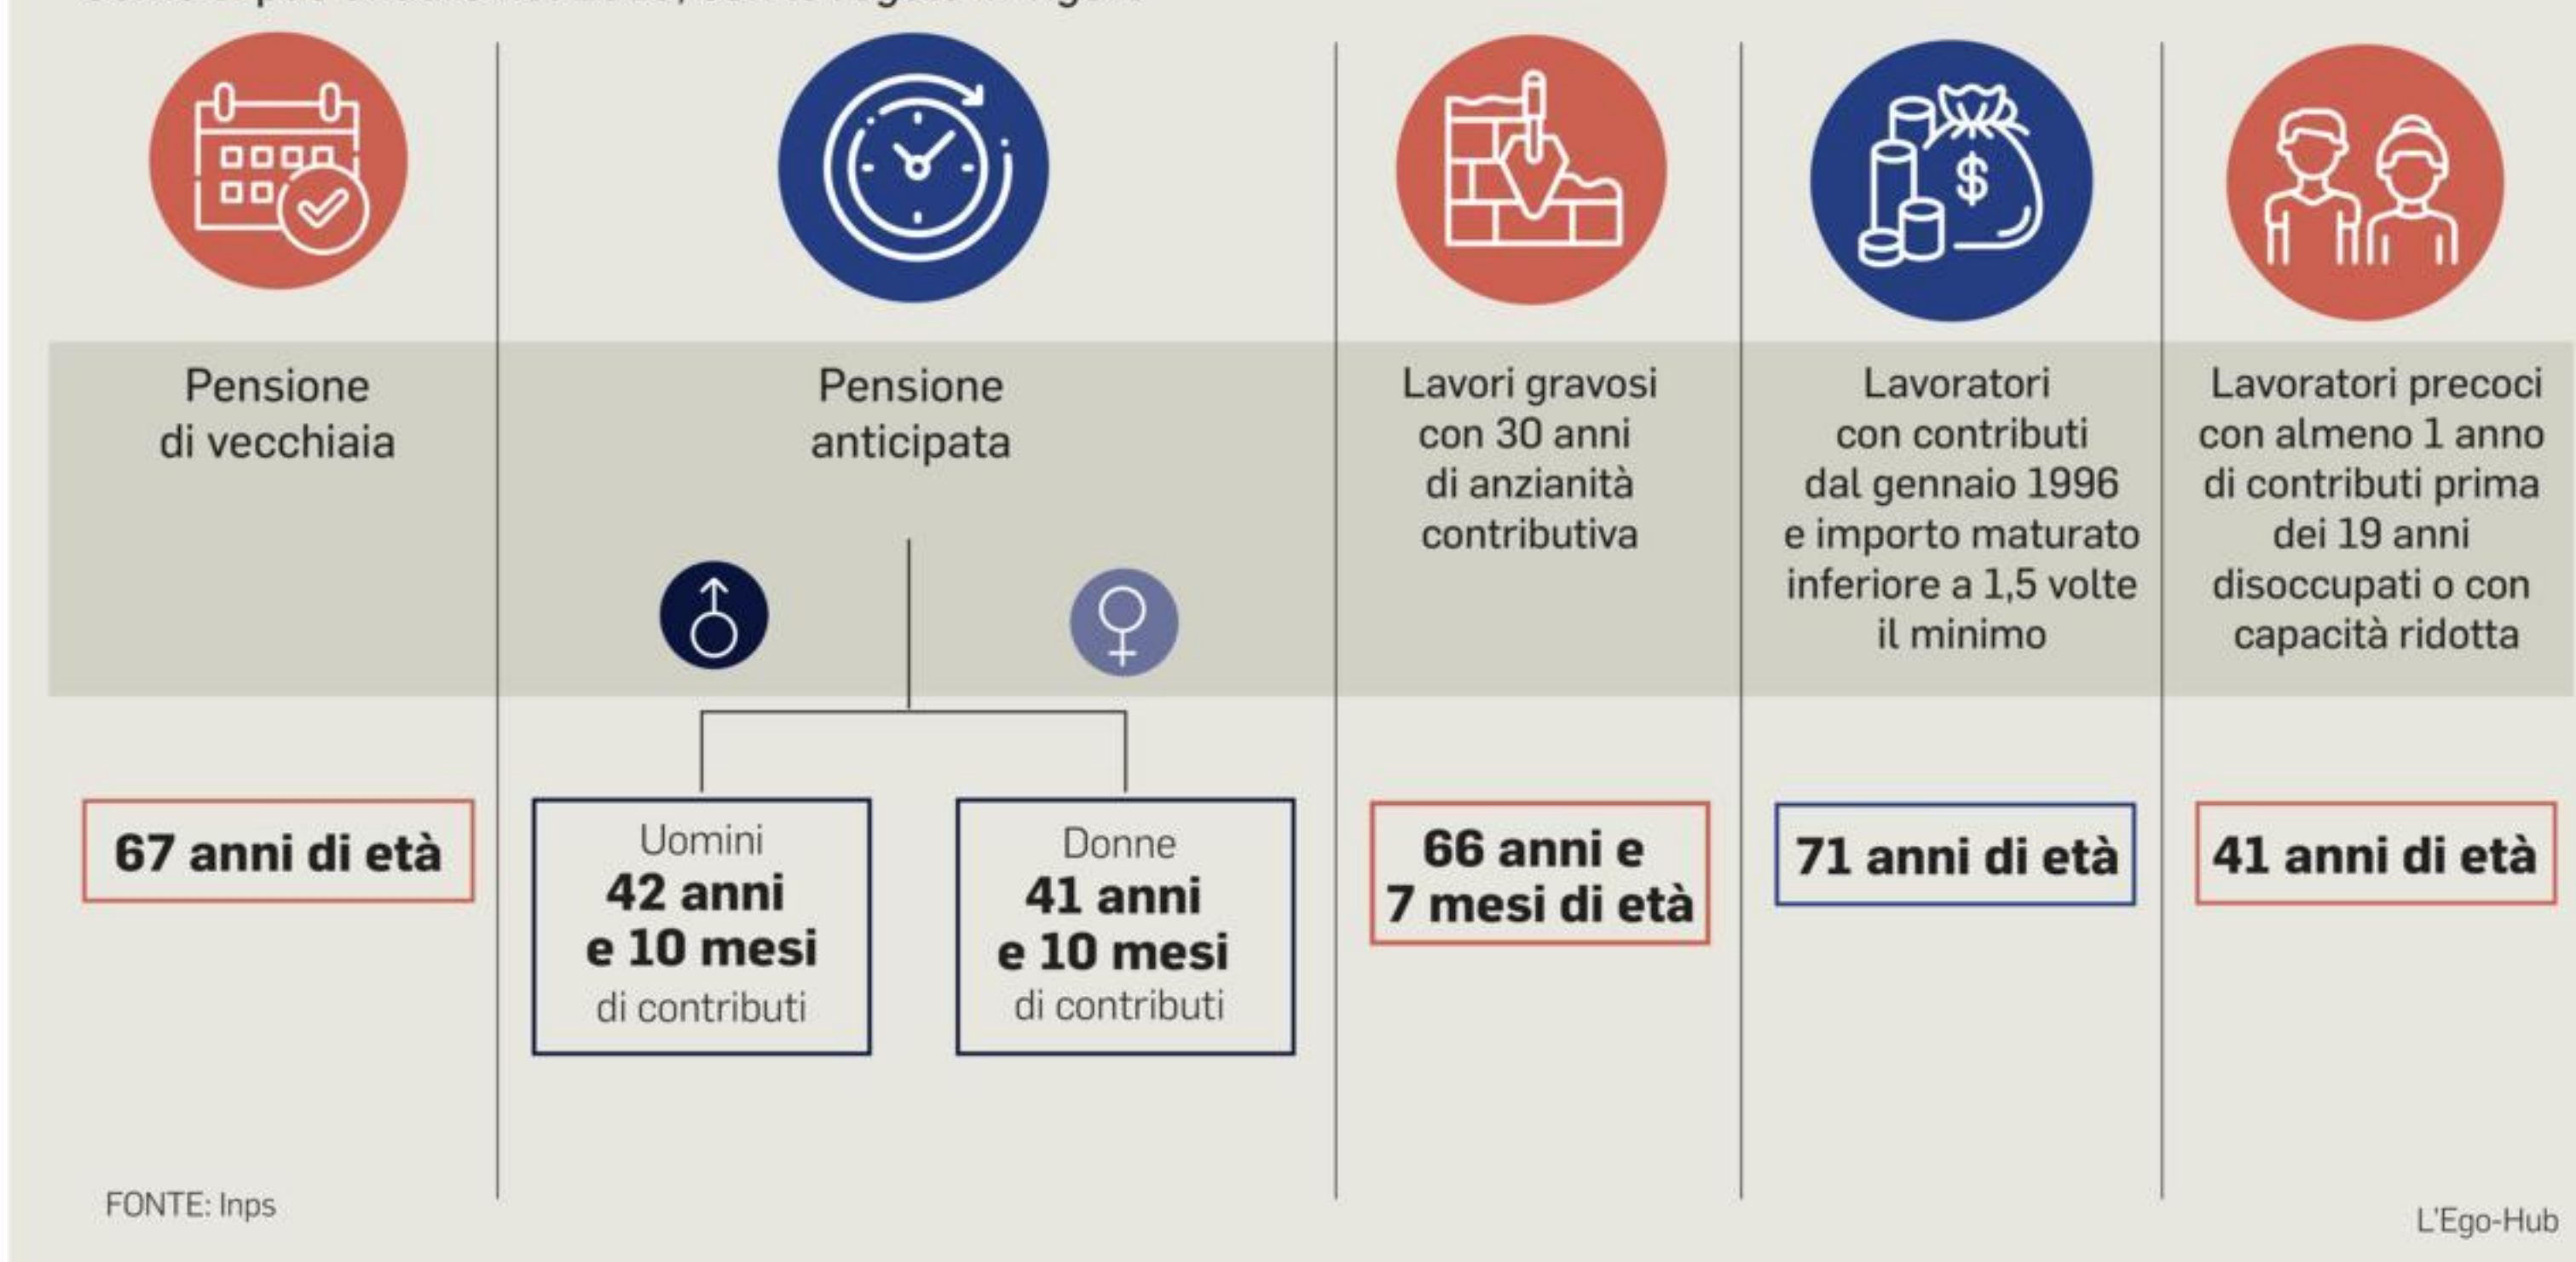 Pensione
di vecchiaia
67 anni di età
Pensione
anticipata
Uomini
42 anni
e 10 mesi
di contributi
Donne
41 anni
e 10 mesi
di contributi
Lavori gravosi
con 30 anni
di anzianità
contributiva
66 anni e
7 mesi di età
Lavoratori
con contributi
dal gennaio 1996
e importo maturato
inferiore a 1,5 volte
il minimo
71 anni di età
Lavoratori precoci
con almeno 1 anno
di contributi prima
dei 19 anni
disoccupati o con
capacità ridotta
41 anni di età
$
FONTE: Inps
L'Ego-Hub